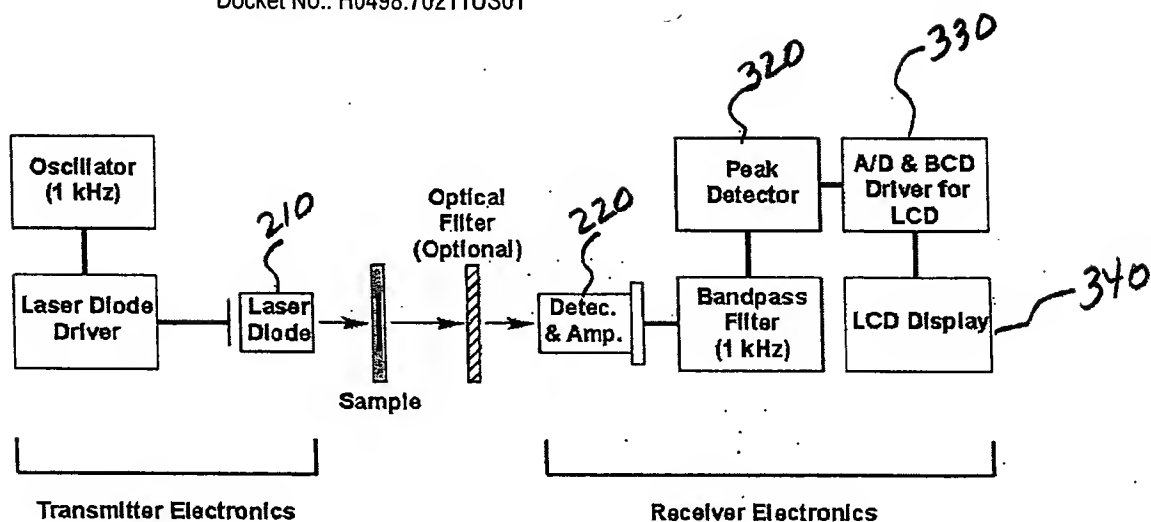 Docket No.: H0498.70211US01
320
330
Oscillator
(1 kHz)
210
Optical
Filter
(Optional)
220
Peak
Detector
A/D & BCD
Driver for
LCD
Laser Diode
Driver
Laser
Diode
Sample
Detec.
& Amp.
Bandpass
Filter
(1 kHz)
LCD Display
340
Transmitter Electronics
Receiver Electronics